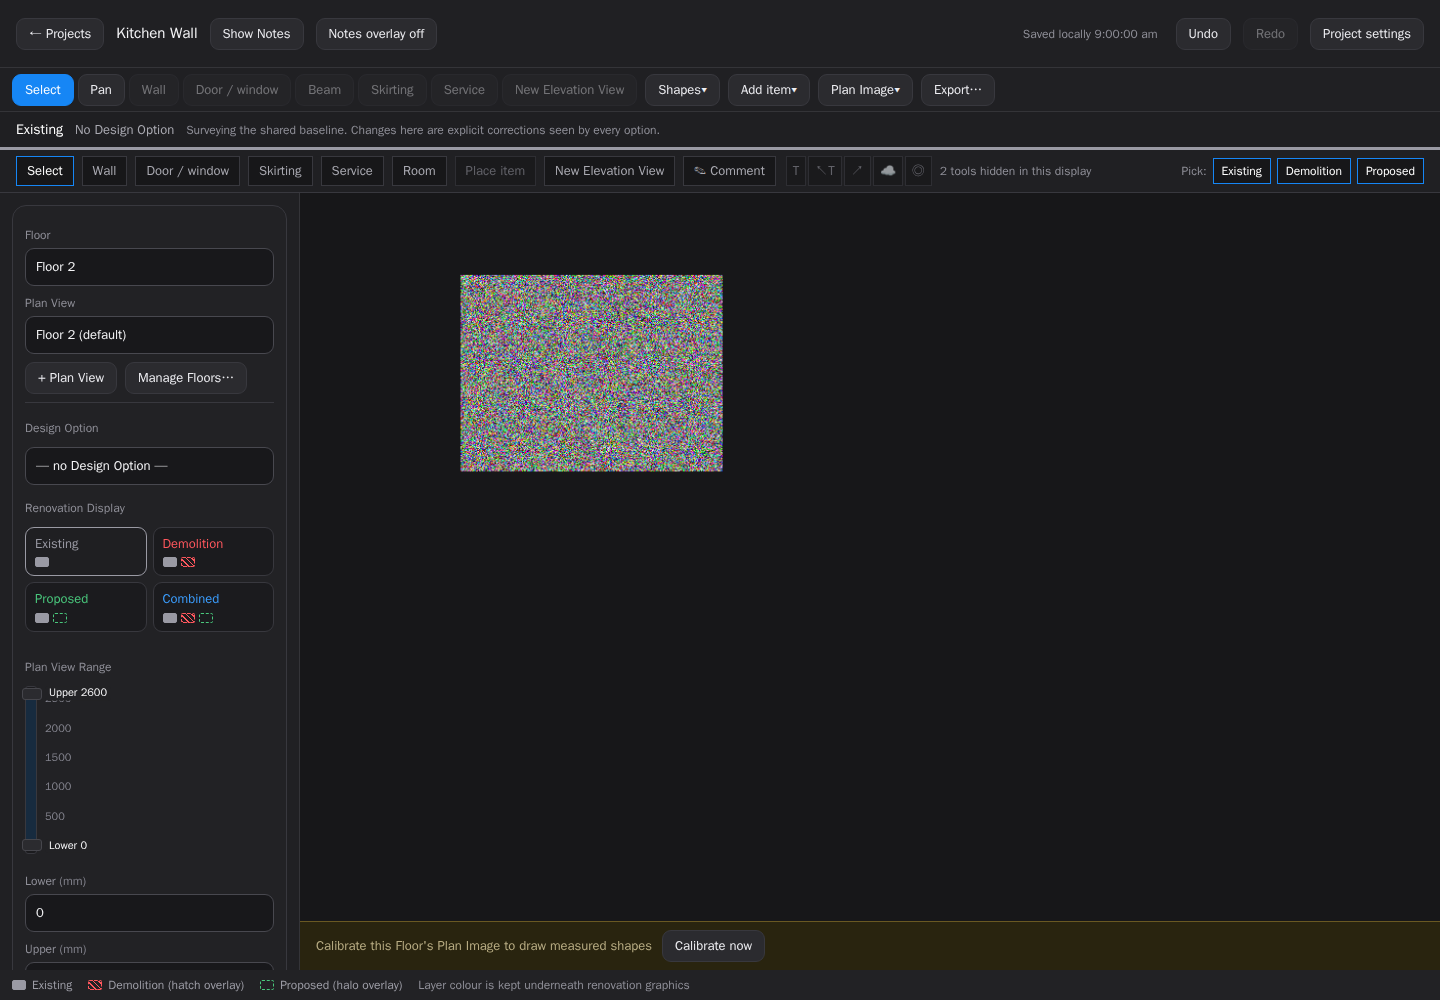 ← Projects Kitchen Wall Show Notes Notes overlay off Saved locally 9:00:00 am Undo Redo Project settings
Select Pan Wall Door / window Beam Skirting Service New Elevation View Shapes▾ Add item▾ Plan Image▾ Export…
Existing No Design Option Surveying the shared baseline. Changes here are explicit corrections seen by every option.
Select Wall Door / window Skirting Service Room Place item New Elevation View ✎ Comment T ↖T ↗ ☁ ◎ 2 tools hidden in this display Pick: Existing Demolition Proposed
Floor
Floor 2
Plan View
Floor 2 (default)
+ Plan View Manage Floors…
Design Option
— no Design Option —
Renovation Display
Existing Demolition
Proposed Combined
Plan View Range
Upper 2600
2000
1500
1000
500
Lower 0
Lower (mm)
0
Upper (mm)
Calibrate this Floor's Plan Image to draw measured shapes Calibrate now
Existing Demolition (hatch overlay) Proposed (halo overlay) Layer colour is kept underneath renovation graphics